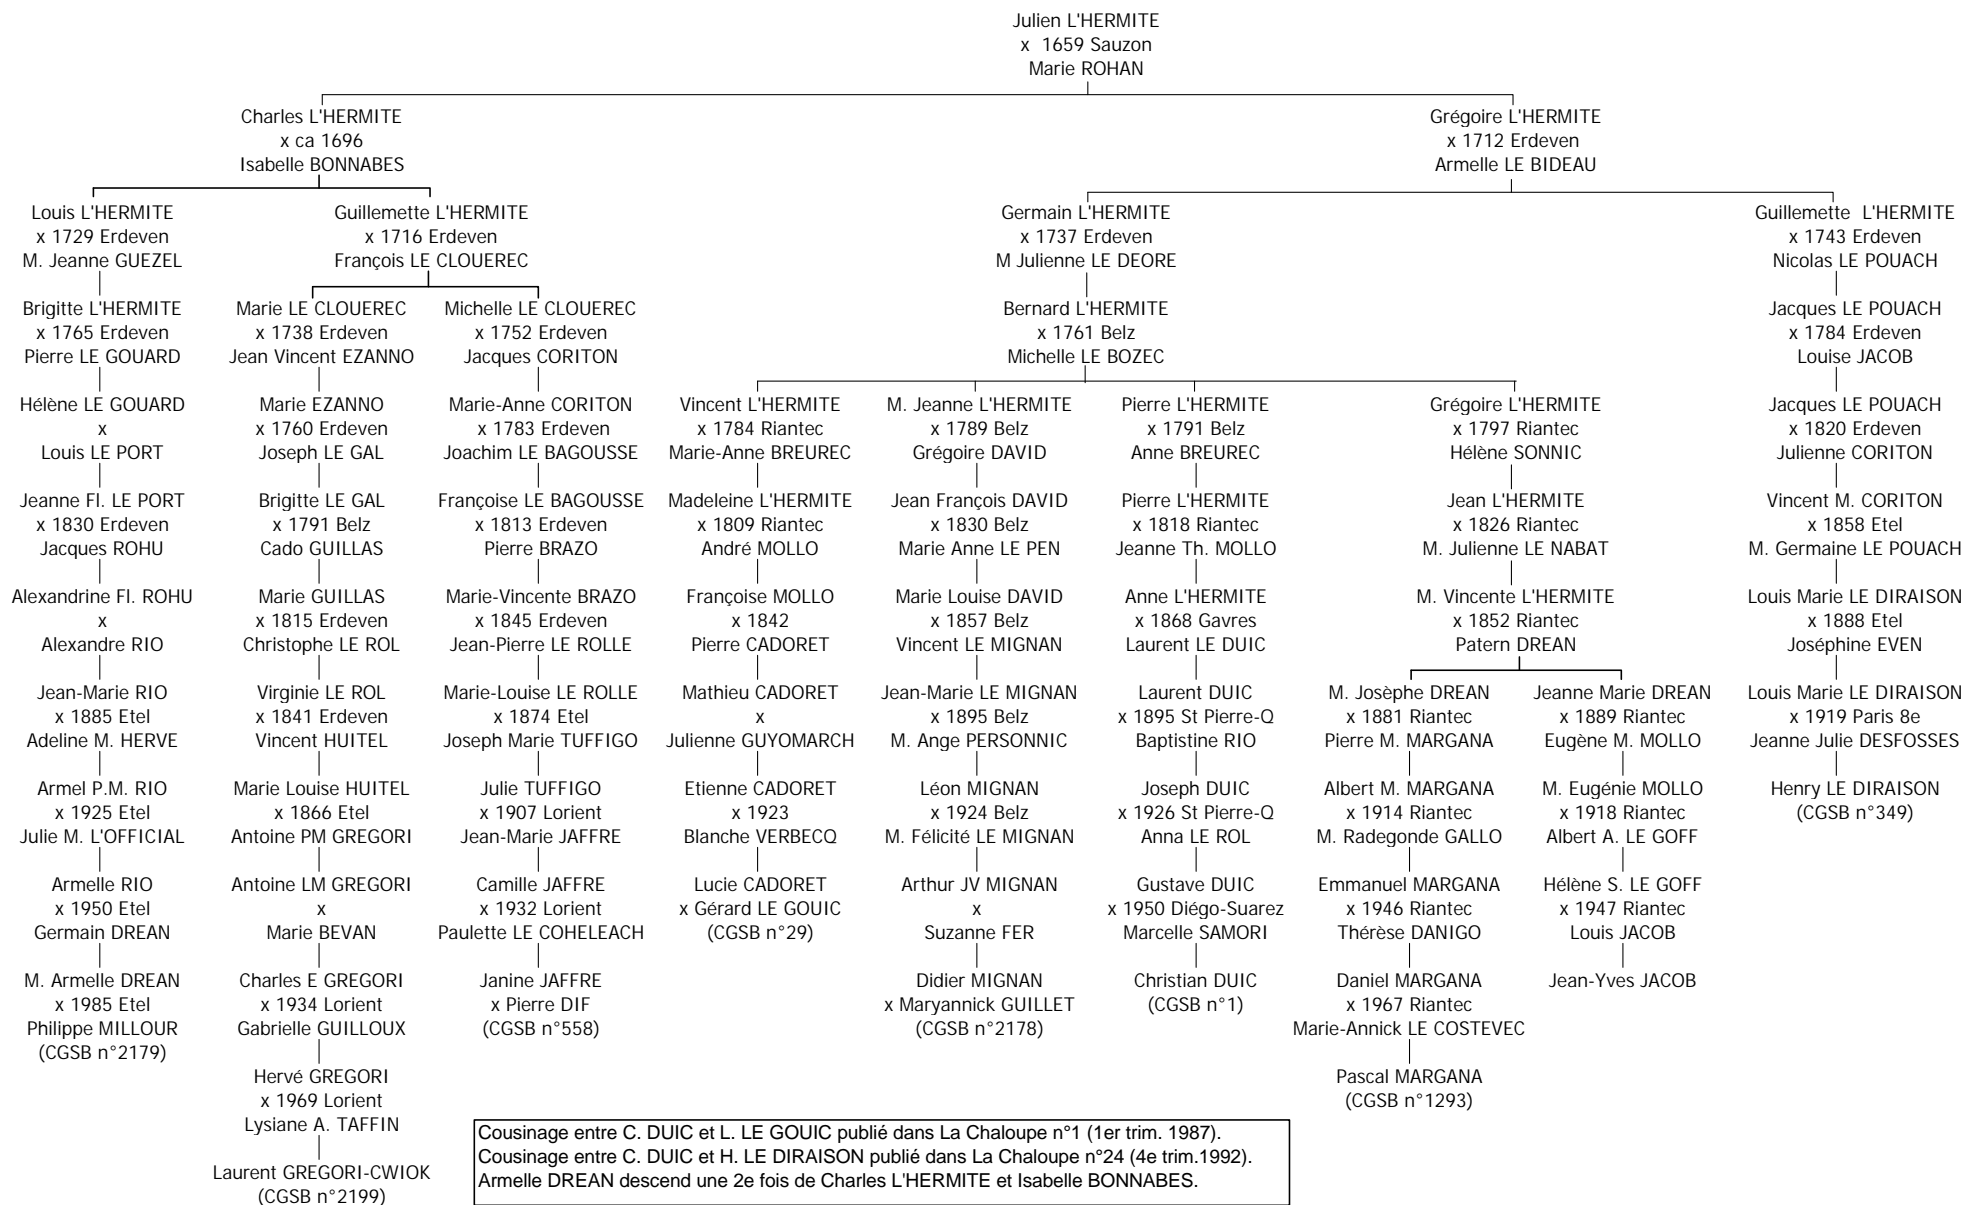 Julien L'HERMITE
x  1659 Sauzon
Marie ROHAN
Charles L'HERMITE
x ca 1696
Isabelle BONNABES
Grégoire L'HERMITE
x 1712 Erdeven
Armelle LE BIDEAU
Louis L'HERMITE
x 1729 Erdeven
M. Jeanne GUEZEL
Guillemette L'HERMITE
x 1716 Erdeven
François LE CLOUEREC
Germain L'HERMITE
x 1737 Erdeven
M Julienne LE DEORE
Guillemette  L'HERMITE
x 1743 Erdeven
Nicolas LE POUACH
Brigitte L'HERMITE
x 1765 Erdeven
Pierre LE GOUARD
Marie LE CLOUEREC
x 1738 Erdeven
Jean Vincent EZANNO
Michelle LE CLOUEREC
x 1752 Erdeven
Jacques CORITON
Bernard L'HERMITE
x 1761 Belz
Michelle LE BOZEC
Jacques LE POUACH
x 1784 Erdeven
Louise JACOB
Hélène LE GOUARD
x
Louis LE PORT
Marie EZANNO
x 1760 Erdeven
Joseph LE GAL
Marie-Anne CORITON
x 1783 Erdeven
Joachim LE BAGOUSSE
Vincent L'HERMITE
x 1784 Riantec
Marie-Anne BREUREC
M. Jeanne L'HERMITE
x 1789 Belz
Grégoire DAVID
Pierre L'HERMITE
x 1791 Belz
Anne BREUREC
Grégoire L'HERMITE
x 1797 Riantec
Hélène SONNIC
Jacques LE POUACH
x 1820 Erdeven
Julienne CORITON
Jeanne Fl. LE PORT
x 1830 Erdeven
Jacques ROHU
Brigitte LE GAL
x 1791 Belz
Cado GUILLAS
Françoise LE BAGOUSSE
x 1813 Erdeven
Pierre BRAZO
Madeleine L'HERMITE
x 1809 Riantec
André MOLLO
Jean François DAVID
x 1830 Belz
Marie Anne LE PEN
Pierre L'HERMITE
x 1818 Riantec
Jeanne Th. MOLLO
Jean L'HERMITE
x 1826 Riantec
M. Julienne LE NABAT
Vincent M. CORITON
x 1858 Etel
M. Germaine LE POUACH
Alexandrine Fl. ROHU
x
Alexandre RIO
Marie GUILLAS
x 1815 Erdeven
Christophe LE ROL
Marie-Vincente BRAZO
x 1845 Erdeven
Jean-Pierre LE ROLLE
Françoise MOLLO
x 1842
Pierre CADORET
Marie Louise DAVID
x 1857 Belz
Vincent LE MIGNAN
Anne L'HERMITE
x 1868 Gavres
Laurent LE DUIC
M. Vincente L'HERMITE
x 1852 Riantec
Patern DREAN
Louis Marie LE DIRAISON
x 1888 Etel
Joséphine EVEN
Jean-Marie RIO
x 1885 Etel
Adeline M. HERVE
Virginie LE ROL
x 1841 Erdeven
Vincent HUITEL
Marie-Louise LE ROLLE
x 1874 Etel
Joseph Marie TUFFIGO
Mathieu CADORET
x
Julienne GUYOMARCH
Jean-Marie LE MIGNAN
x 1895 Belz
M. Ange PERSONNIC
Laurent DUIC
x 1895 St Pierre-Q
Baptistine RIO
M. Josèphe DREAN
x 1881 Riantec
Pierre M. MARGANA
Jeanne Marie DREAN
x 1889 Riantec
Eugène M. MOLLO
Louis Marie LE DIRAISON
x 1919 Paris 8e
Jeanne Julie DESFOSSES
Armel P.M. RIO
x 1925 Etel
Julie M. L'OFFICIAL
Marie Louise HUITEL
x 1866 Etel
Antoine PM GREGORI
Julie TUFFIGO
x 1907 Lorient
Jean-Marie JAFFRE
Etienne CADORET
x 1923
Blanche VERBECQ
Léon MIGNAN
x 1924 Belz
M. Félicité LE MIGNAN
Joseph DUIC
x 1926 St Pierre-Q
Anna LE ROL
Albert M. MARGANA
x 1914 Riantec
M. Radegonde GALLO
M. Eugénie MOLLO
x 1918 Riantec
Albert A. LE GOFF
Henry LE DIRAISON
(CGSB n°349)
Armelle RIO
x 1950 Etel
Germain DREAN
Antoine LM GREGORI
x
Marie BEVAN
Camille JAFFRE
x 1932 Lorient
Paulette LE COHELEACH
Lucie CADORET
x Gérard LE GOUIC
(CGSB n°29)
Arthur JV MIGNAN
x
Suzanne FER
Gustave DUIC
x 1950 Diégo-Suarez
Marcelle SAMORI
Emmanuel MARGANA
x 1946 Riantec
Thérèse DANIGO
Hélène S. LE GOFF
x 1947 Riantec
Louis JACOB
M. Armelle DREAN
x 1985 Etel
Philippe MILLOUR
(CGSB n°2179)
Charles E GREGORI
x 1934 Lorient
Gabrielle GUILLOUX
Janine JAFFRE
x Pierre DIF
(CGSB n°558)
Didier MIGNAN
x Maryannick GUILLET
(CGSB n°2178)
Christian DUIC
(CGSB n°1)
Daniel MARGANA
x 1967 Riantec
Marie-Annick LE COSTEVEC
Jean-Yves JACOB
Hervé GREGORI
x 1969 Lorient
Lysiane A. TAFFIN
Pascal MARGANA
(CGSB n°1293)
Laurent GREGORI-CWIOK
(CGSB n°2199)
Cousinage entre C. DUIC et L. LE GOUIC publié dans La Chaloupe n°1 (1er trim. 1987).
Cousinage entre C. DUIC et H. LE DIRAISON publié dans La Chaloupe n°24 (4e trim.1992).
Armelle DREAN descend une 2e fois de Charles L'HERMITE et Isabelle BONNABES.